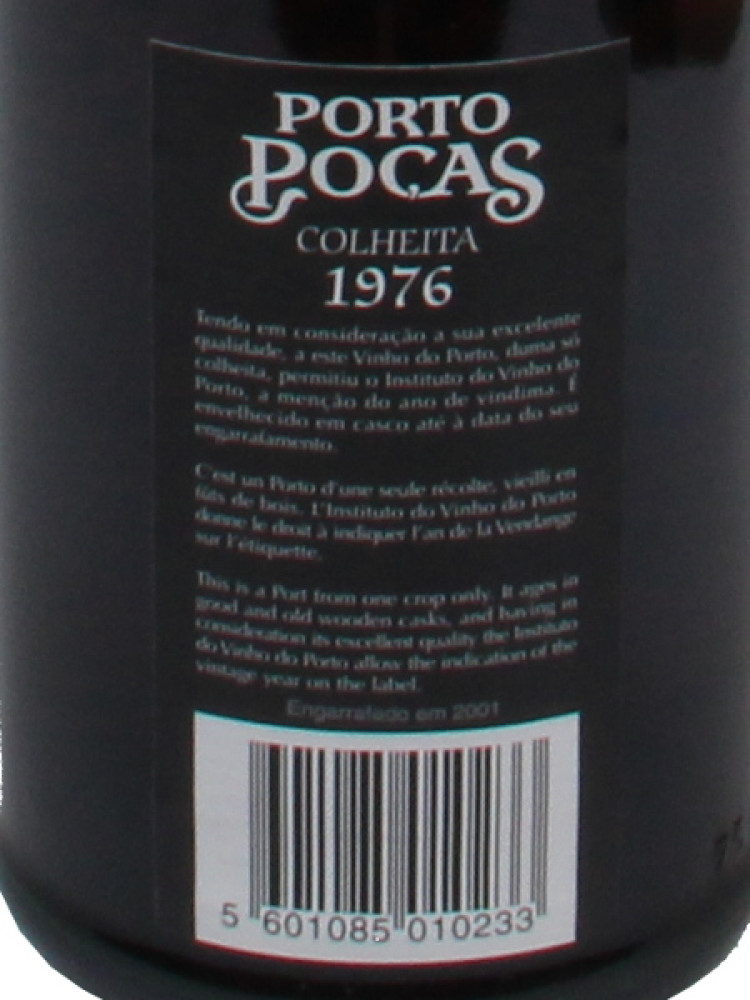 PORTO
POÇAS
COLHEITA
1976
Tendo em consideração a sua excelente
qualidade, a este Vinho do Porto, duma só
colheita, permitiu o Instituto do Vinho do
Porto, a menção do ano de vindima. É
envelhecido em casco até à data do seu
engarrafamento.
C'est un Porto d'une seule récolte, vieilli en
fûts de bois. L'Instituto do Vinho do Porto
donne le droit à indiquer l'an de la Vendange
sur l'étiquette.
This is a Port from one crop only. It ages in
good and old wooden casks, and having in
consideration its excellent quality the Instituto
do Vinho do Porto allow the indication of the
vintage year on the label.
Engarrafado em 2001
5 601085 010233